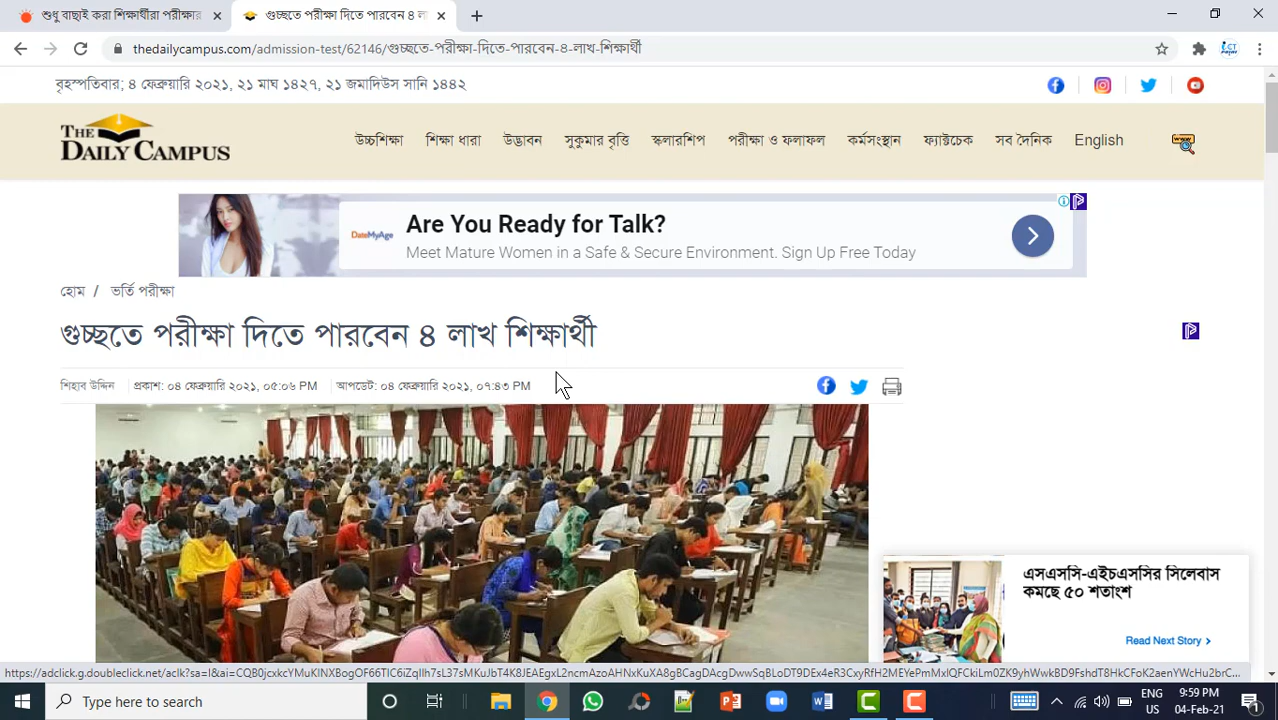 শুধু বাছাই করা শিক্ষার্থীরা পরীক্ষার
গুচ্ছতে পরীক্ষা দিতে পারবেন ৪ লা
thedailycampus.com/admission-test/62146/গুচ্ছতে-পরীক্ষা-দিতে-পারবেন-৪-লাখ-শিক্ষার্থী
বৃহস্পতিবার; ৪ ফেব্রুয়ারি ২০২১, ২১ মাঘ ১৪২৭, ২১ জমাদিউস সানি ১৪৪২
THE DAILY CAMPUS
উচ্চশিক্ষা শিক্ষা ধারা উদ্ভাবন সুকুমার বৃত্তি স্কলারশিপ পরীক্ষা ও ফলাফল কর্মসংস্থান ফ্যাক্টচেক সব দৈনিক English
Are You Ready for Talk?
DateMyAge
Meet Mature Women in a Safe & Secure Environment. Sign Up Free Today
হোম / ভর্তি পরীক্ষা
গুচ্ছতে পরীক্ষা দিতে পারবেন ৪ লাখ শিক্ষার্থী
শিহাব উদ্দিন প্রকাশ: ০৪ ফেব্রুয়ারি ২০২১, ০৫:০৬ PM আপডেট: ০৪ ফেব্রুয়ারি ২০২১, ০৭:৪৩ PM
এসএসসি-এইচএসসির সিলেবাস
কমছে ৫০ শতাংশ
Read Next Story >
Type here to search
ENG
US
9:59 PM
04-Feb-21